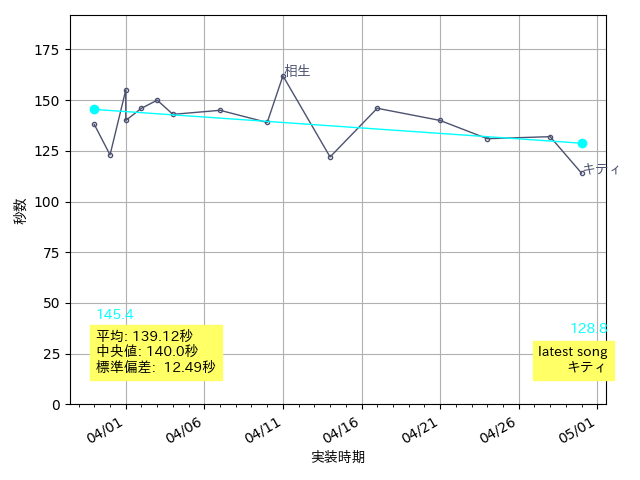 175
150
125
100
75
50
25
0
秒数
相生
キティ
145.4
128.8
平均: 139.12秒
中央値: 140.0秒
標準偏差: 12.49秒
latest song
キティ
04/01
04/06
04/11
04/16
04/21
04/26
05/01
実装時期